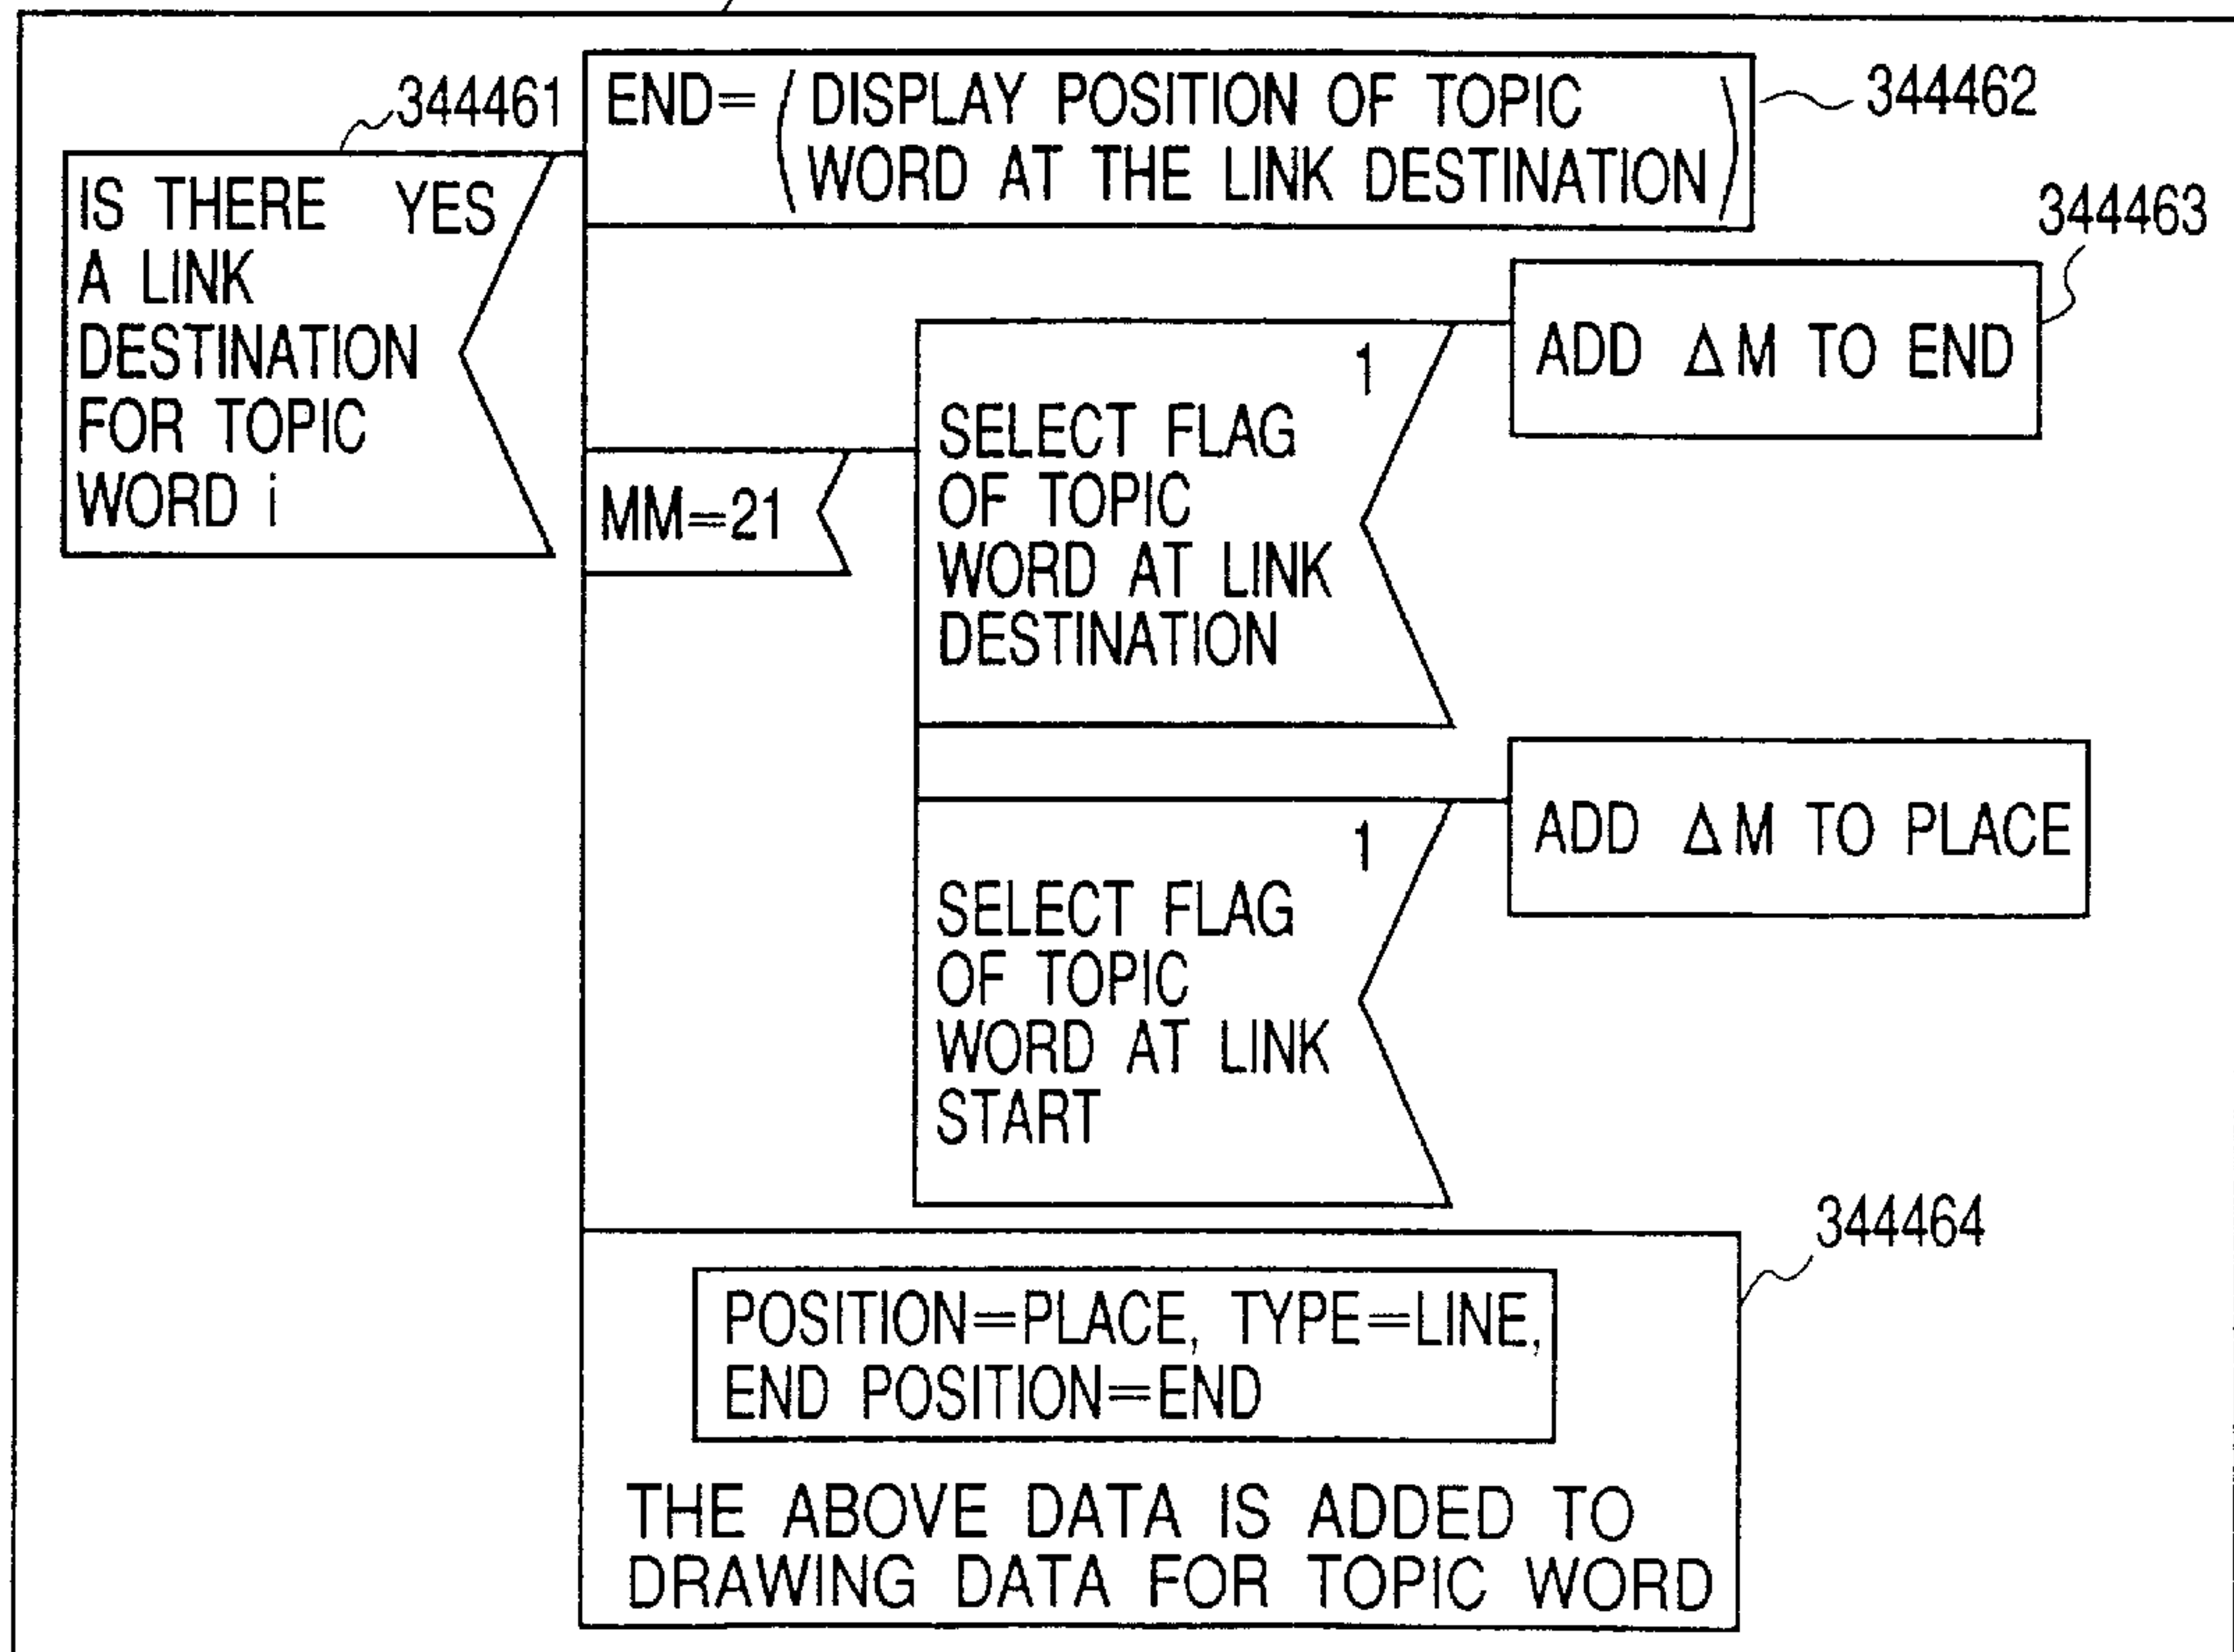 344461
END=(DISPLAY POSITION OF TOPIC
WORD AT THE LINK DESTINATION)
344462
IS THERE YES
A LINK
DESTINATION
FOR TOPIC
WORD i
344463
ADD ΔM TO END
1
SELECT FLAG
OF TOPIC
WORD AT LINK
DESTINATION
MM=21
ADD ΔM TO PLACE
1
SELECT FLAG
OF TOPIC
WORD AT LINK
START
344464
POSITION=PLACE, TYPE=LINE,
END POSITION=END
THE ABOVE DATA IS ADDED TO
DRAWING DATA FOR TOPIC WORD